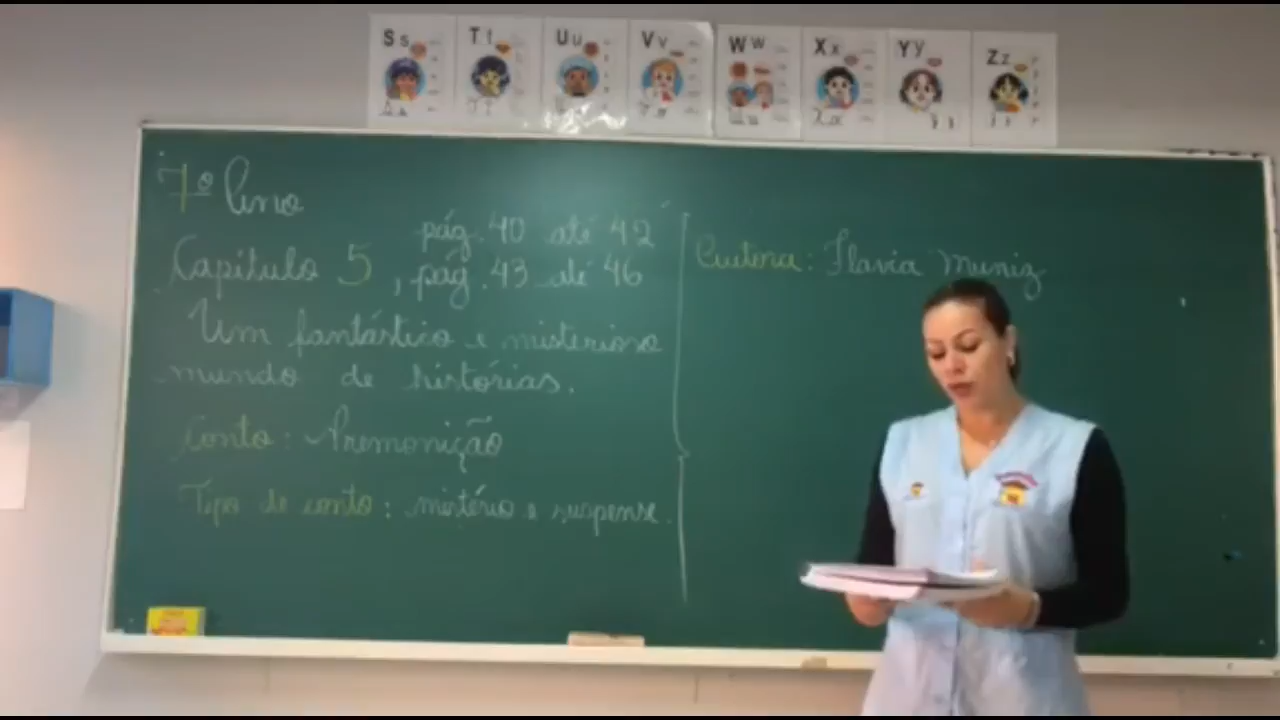 Ss Tt Uu Vv Ww Xx Yy Zz
7º Ano
pág. 40 até 42
Capítulo 5, pág. 43 até 46
Um fantástico e misterioso
mundo de histórias.
Conto: Premonição
Tipo de conto: mistério e suspense.
Autora: Flavia Muniz